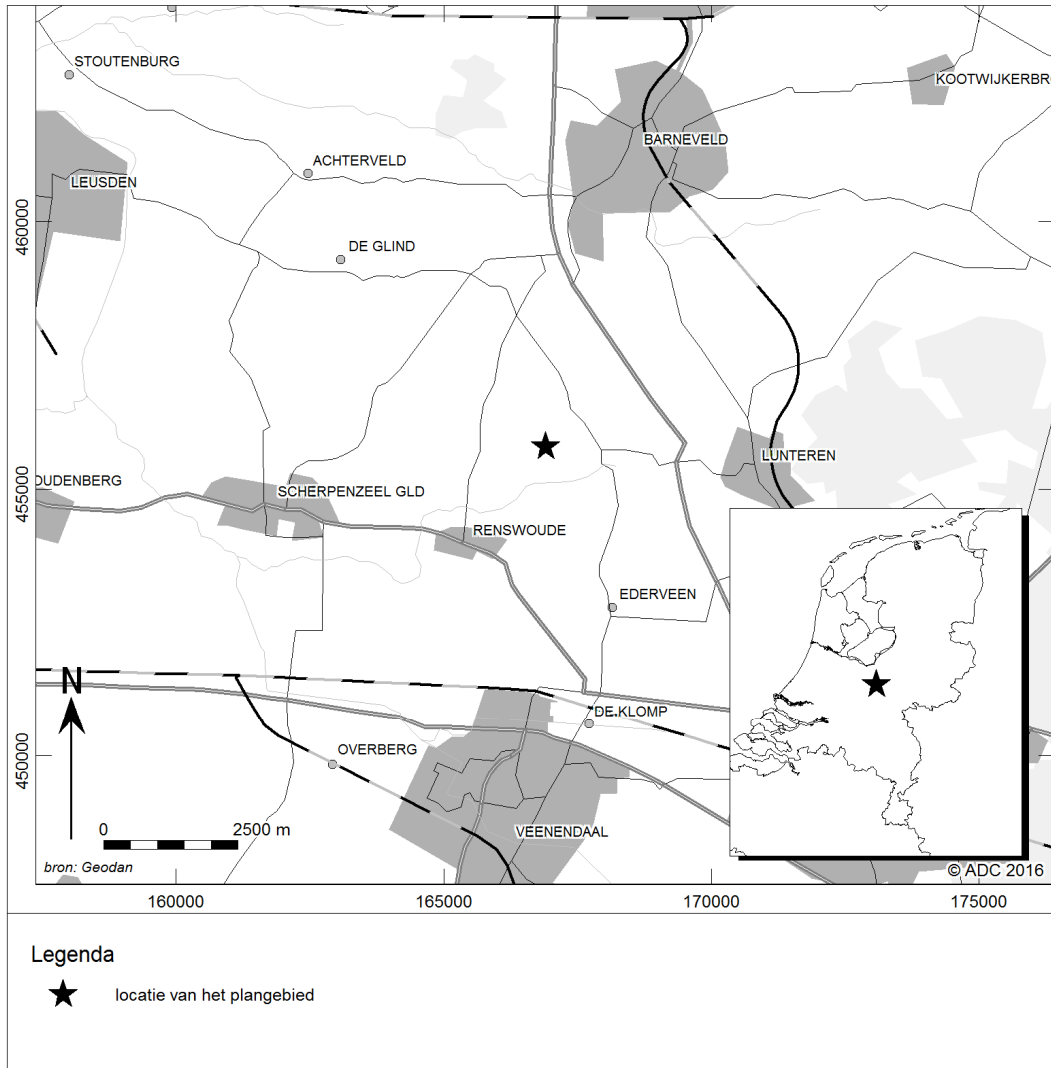 STOUTENBURG
KOOTWIJKERBR
BARNEVELD
ACHTERVELD
LEUSDEN
DE GLIND
460000
LUNTEREN
OUDENBERG
SCHERPENZEEL GLD
455000
RENSWOUDE
EDERVEEN
N
DE KLOMP
OVERBERG
450000
VEENENDAAL
0 2500 m
bron: Geodan
© ADC 2016
160000 165000 170000 175000
Legenda
locatie van het plangebied